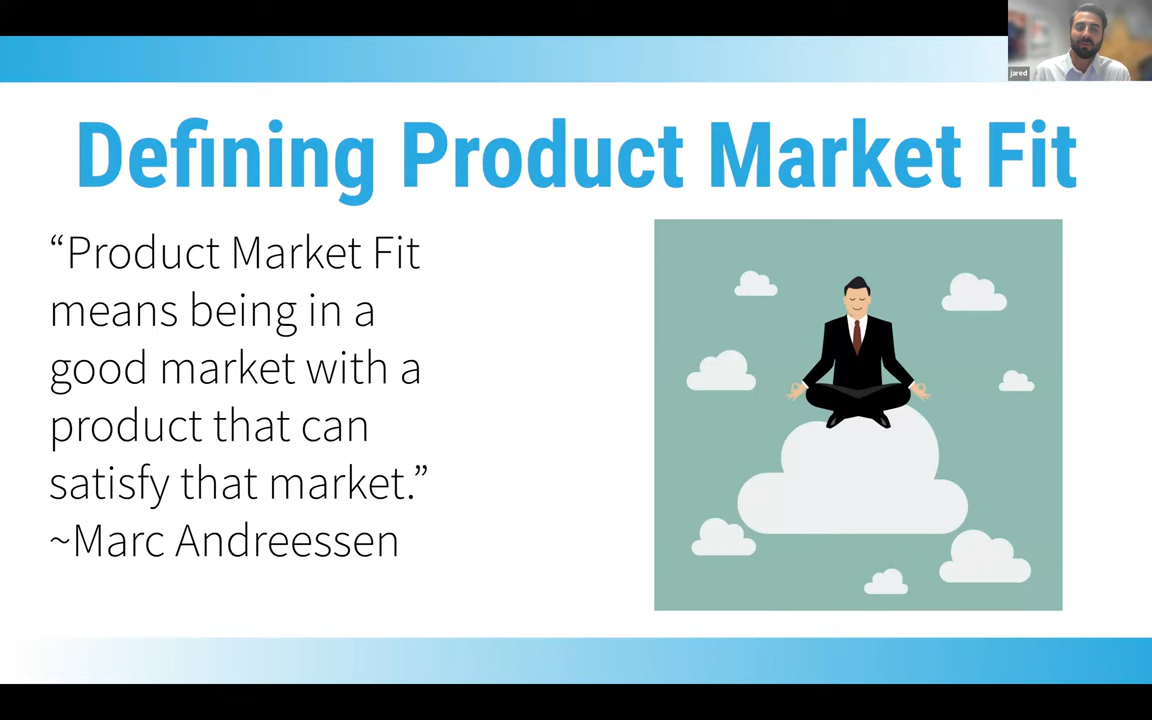 jared
Defining Product Market Fit
“Product Market Fit
means being in a
good market with a
product that can
satisfy that market.”
~Marc Andreessen